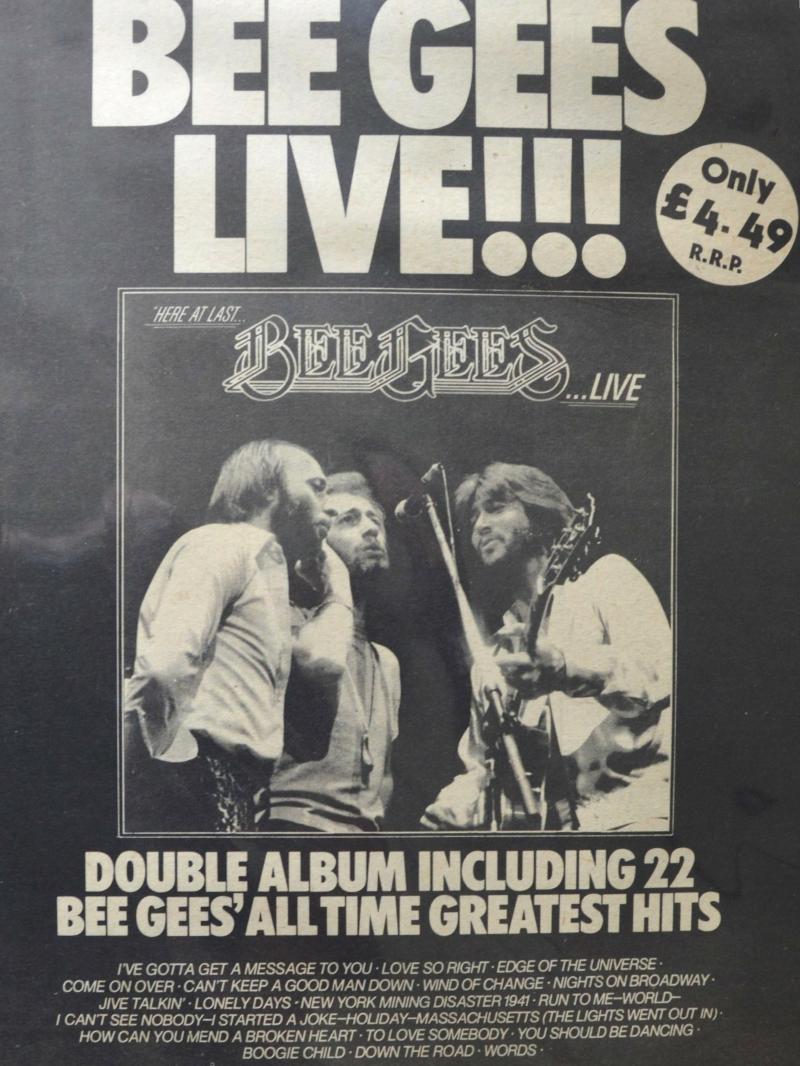 BEE GEES
LIVE!!!
Only
£4.49
R.R.P.
'HERE AT LAST...
BEE GEES
...LIVE
DOUBLE ALBUM INCLUDING 22
BEE GEES' ALL TIME GREATEST HITS
I'VE GOTTA GET A MESSAGE TO YOU · LOVE SO RIGHT · EDGE OF THE UNIVERSE ·
COME ON OVER · CAN'T KEEP A GOOD MAN DOWN · WIND OF CHANGE · NIGHTS ON BROADWAY ·
JIVE TALKIN' · LONELY DAYS · NEW YORK MINING DISASTER 1941 · RUN TO ME—WORLD—
I CAN'T SEE NOBODY—I STARTED A JOKE—HOLIDAY—MASSACHUSETTS (THE LIGHTS WENT OUT IN) ·
HOW CAN YOU MEND A BROKEN HEART · TO LOVE SOMEBODY · YOU SHOULD BE DANCING ·
BOOGIE CHILD · DOWN THE ROAD · WORDS ·